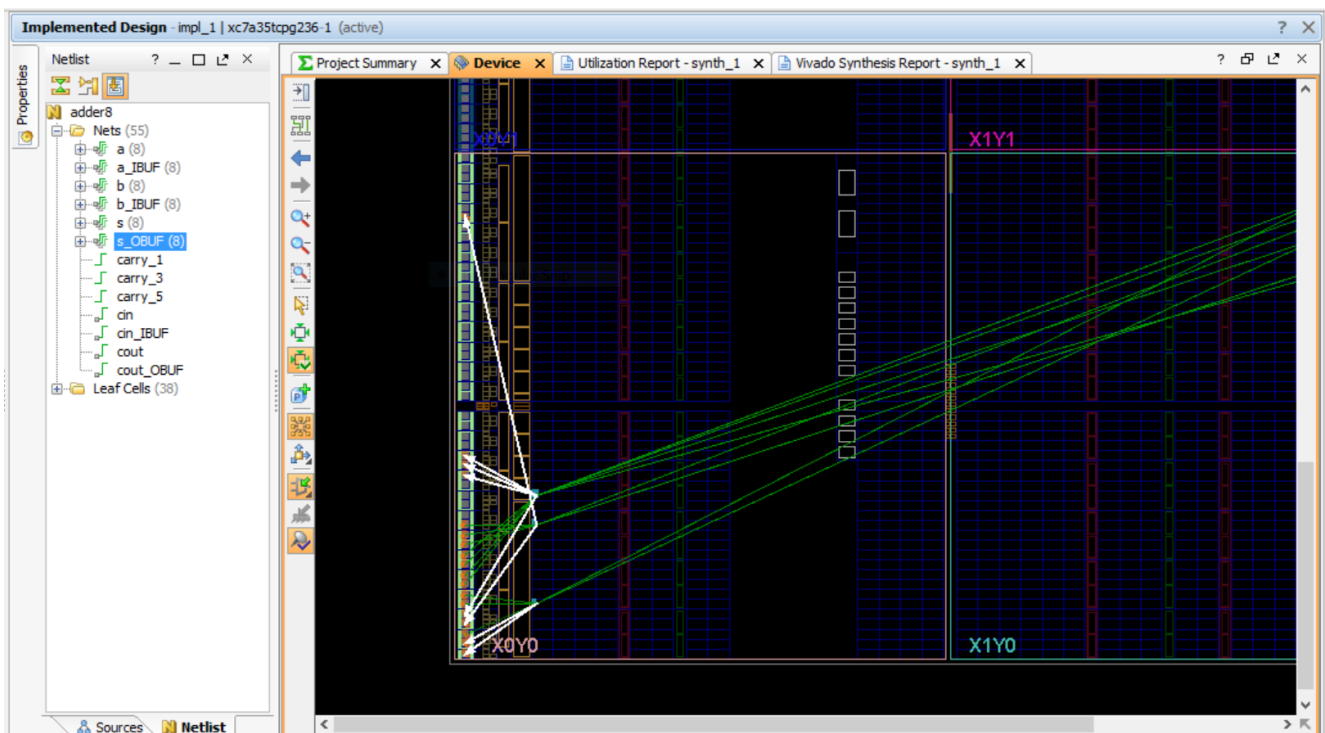 Implemented Design - impl_1 | xc7a35tcpg236-1 (active)
Properties
Netlist
adder8
Nets (55)
a (8)
a_IBUF (8)
b (8)
b_IBUF (8)
s (8)
s_OBUF (8)
carry_1
carry_3
carry_5
cin
cin_IBUF
cout
cout_OBUF
Leaf Cells (38)
Sources
Netlist
Project Summary
Device
Utilization Report - synth_1
Vivado Synthesis Report - synth_1
X0Y1
X1Y1
X0Y0
X1Y0